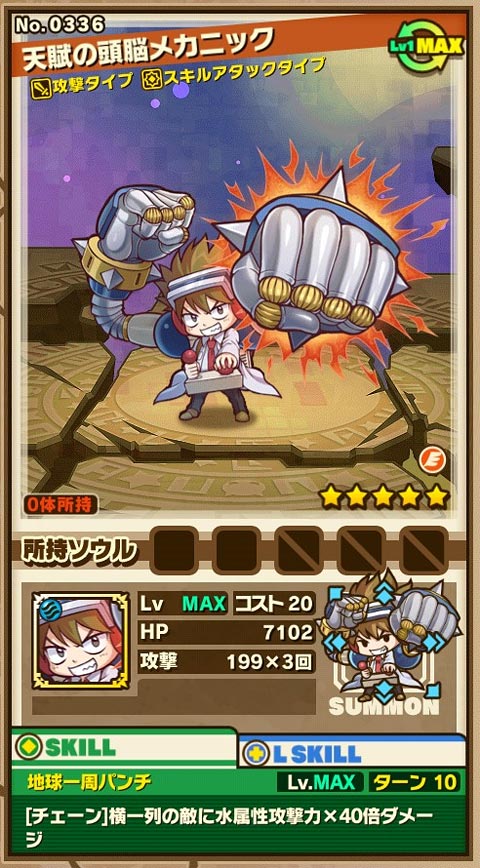 No.0336
天賦の頭脳メカニック
Lv1 MAX
攻撃タイプ スキルアタックタイプ
E
0体所持
所持ソウル
Lv MAX コスト20
HP 7102
攻撃 199×3回
SUMMON
SKILL
L SKILL
地球一周パンチ Lv.MAX ターン 10
[チェーン]横一列の敵に水属性攻撃力×40倍ダメー
ジ